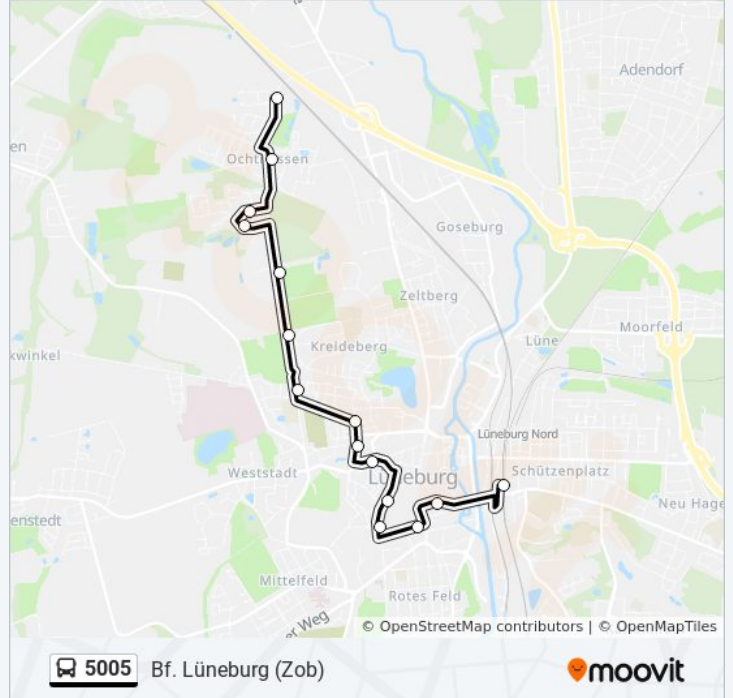 Adendorf
en
Ochtmissen
Goseburg
Zeltberg
Moorfeld
Lüne
Kreideberg
kwinkel
Lüneburg Nord
Weststadt
Lüneburg
Schützenplatz
Neu Hage
enstedt
Mittelfeld
Rotes Feld
er Weg
© OpenStreetMap contributors | © OpenMapTiles
5005 Bf. Lüneburg (Zob)
moovit